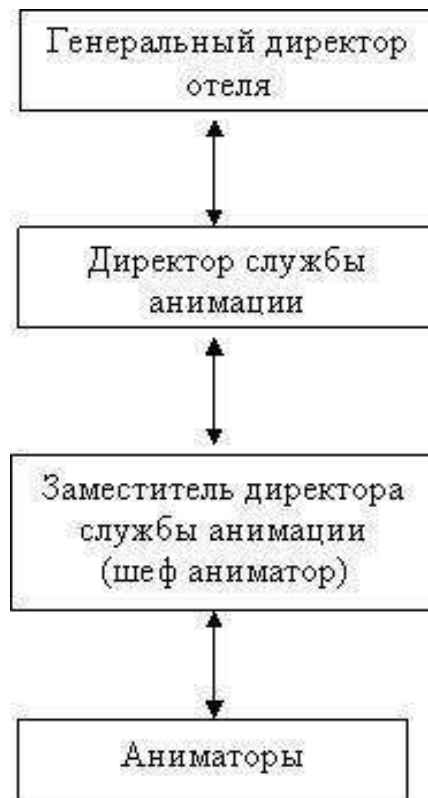 Генеральный директор
отеля
Директор службы
анимации
Заместитель директора
службы анимации
(шеф аниматор)
Аниматоры